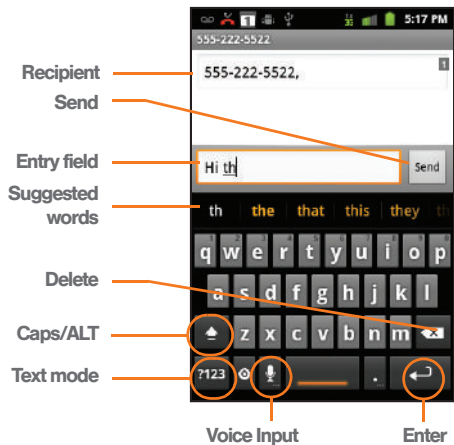 5:17 PM
555-222-5522
Recipient
555-222-5522,
1
Send
Entry field
Hi th
Send
Suggested
words
th the that this they th
q w e r t y u i o p
Delete
a s d f g h j k l
Caps/ALT
z x c v b n m
Text mode
?123
.
Voice Input
Enter